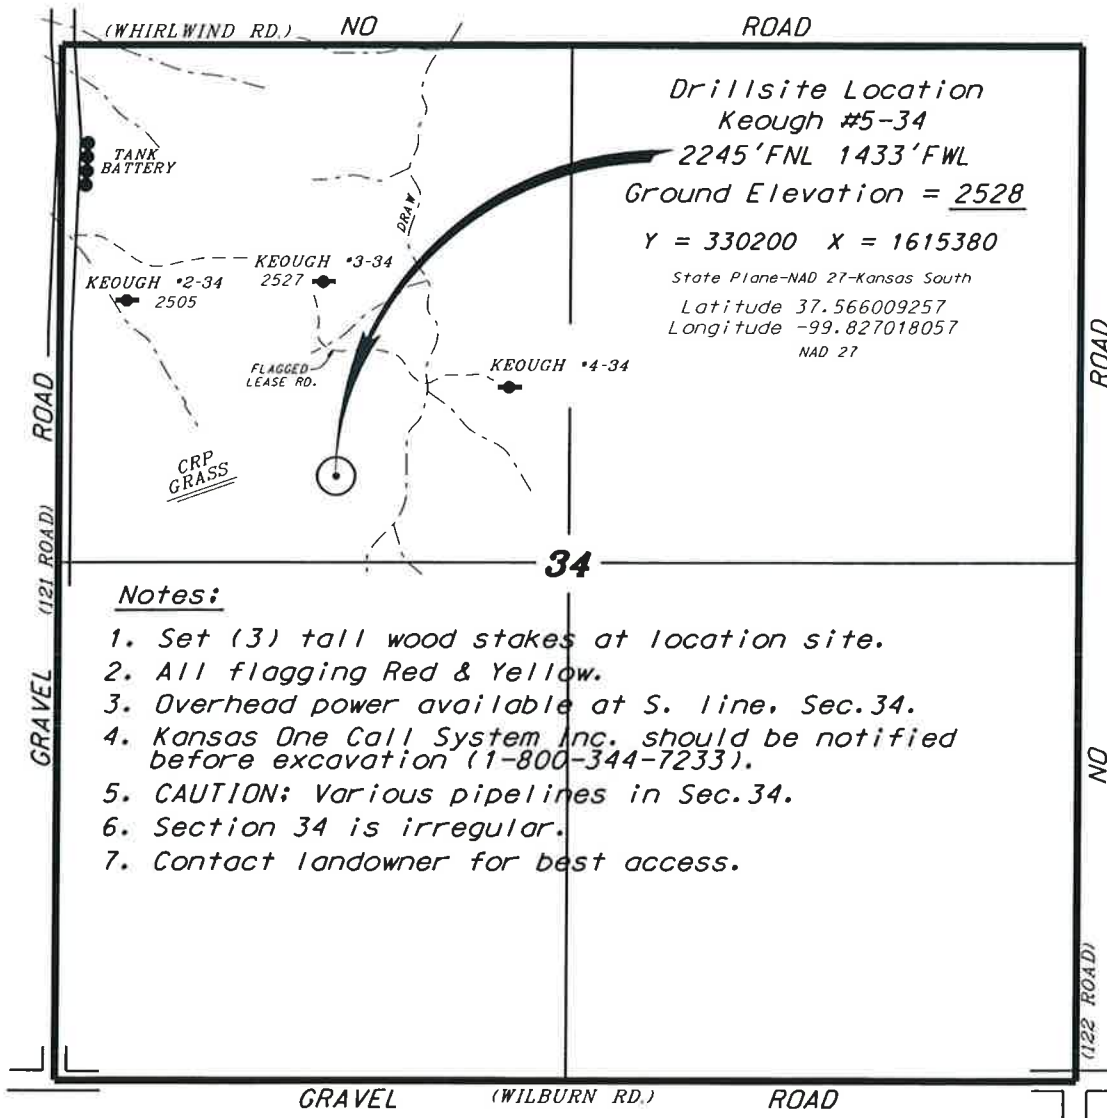 (WHIRLWIND RD.) NO ROAD
Drillsite Location
Keough #5-34
2245'FNL 1433'FWL
Ground Elevation = 2528
Y = 330200 X = 1615380
State Plane-NAD 27-Kansas South
Latitude 37.566009257
Longitude -99.827018057
NAD 27
TANK
BATTERY
DRAW
KEOUGH #3-34
2527
KEOUGH #2-34
2505
FLAGGED
LEASE RD.
KEOUGH #4-34
CRP
GRASS
34
GRAVEL (121 ROAD) ROAD
NO ROAD
(122 ROAD)
Notes:
1. Set (3) tall wood stakes at location site.
2. All flagging Red & Yellow.
3. Overhead power available at S. line, Sec.34.
4. Kansas One Call System Inc. should be notified
before excavation (1-800-344-7233).
5. CAUTION: Various pipelines in Sec.34.
6. Section 34 is irregular.
7. Contact landowner for best access.
GRAVEL (WILBURN RD.) ROAD